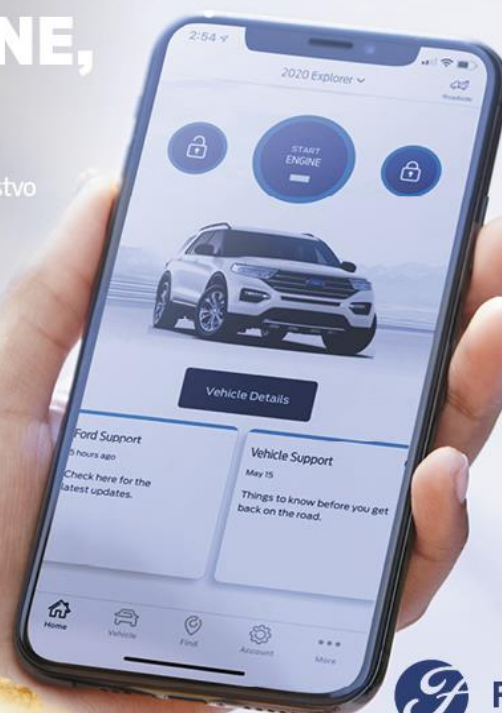 NE,
stvo
2:54
2020 Explorer
Roadside
START
ENGINE
Vehicle Details
Ford Support
5 hours ago
Check here for the
latest updates.
Vehicle Support
May 15
Things to know before you get
back on the road.
Home
Vehicle
Find
Account
More